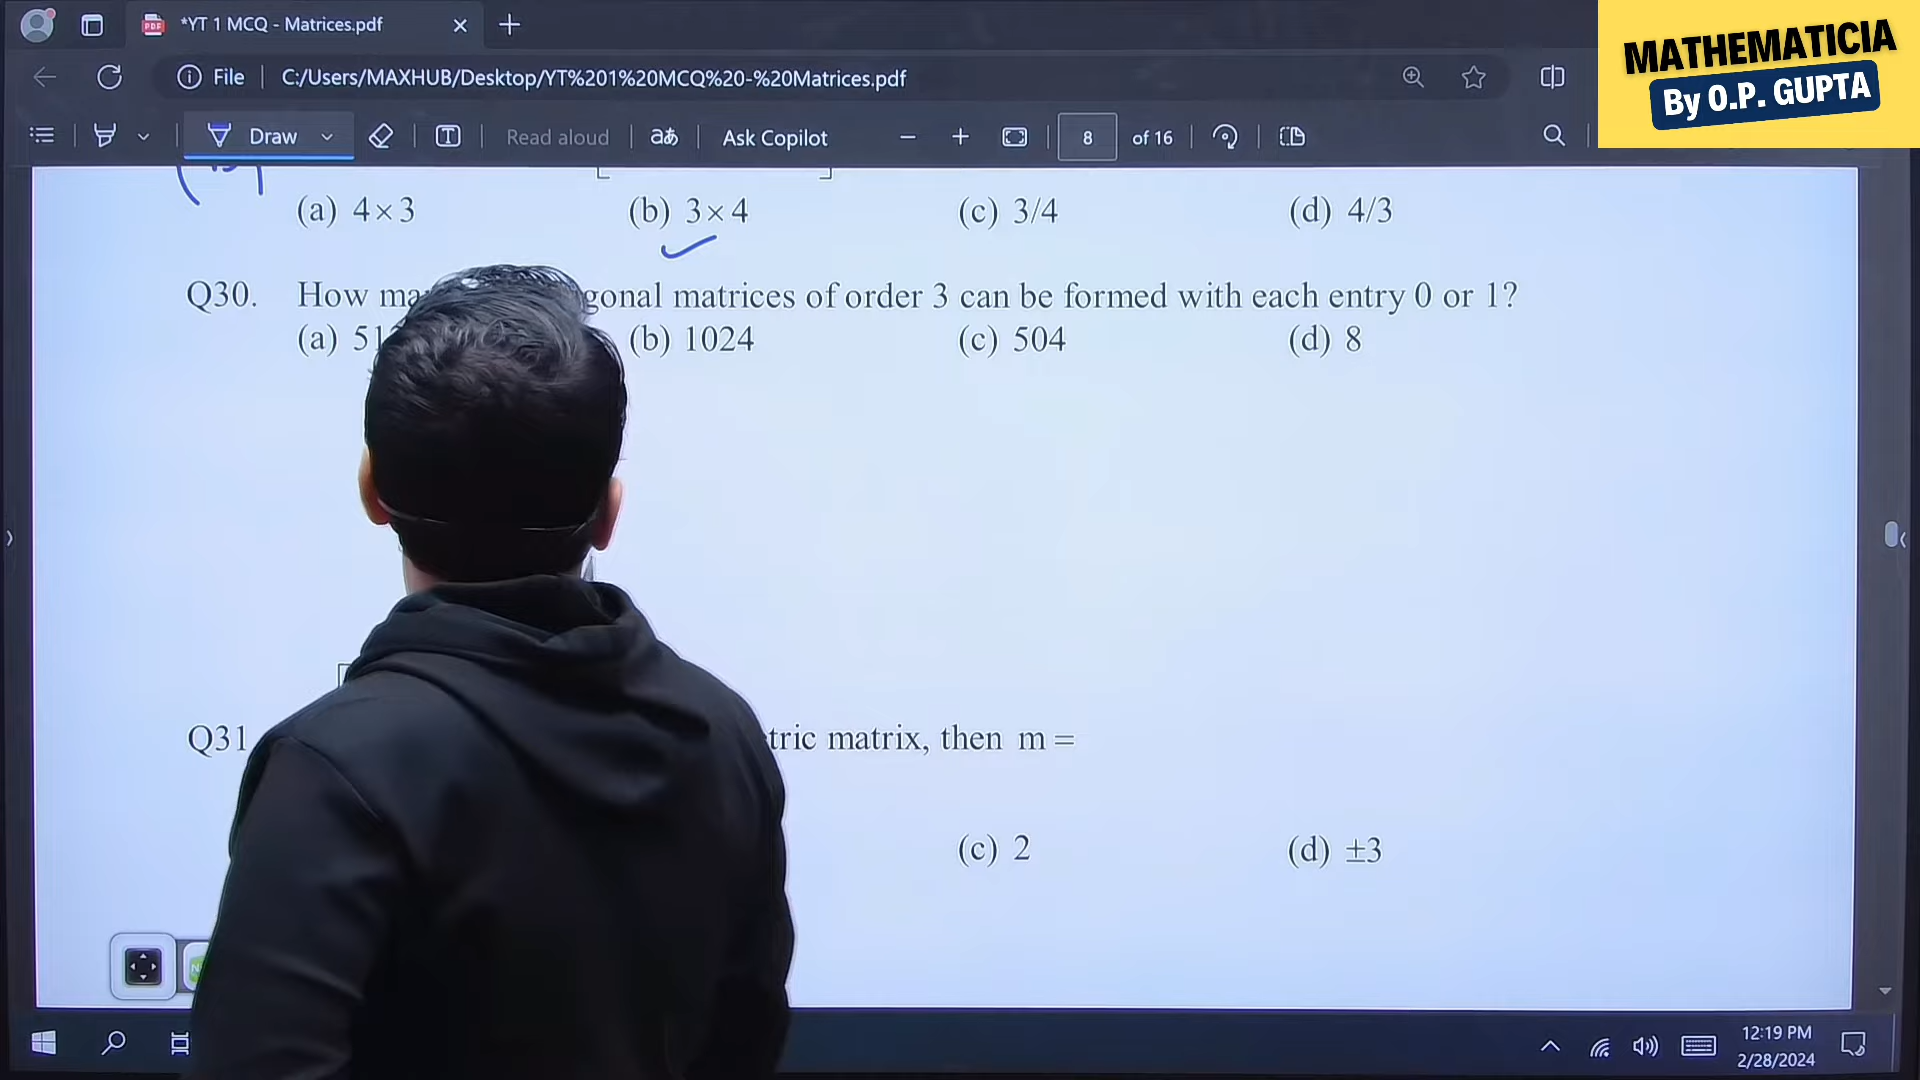 *YT 1 MCQ - Matrices.pdf
File C:/Users/MAXHUB/Desktop/YT%201%20MCQ%20-%20Matrices.pdf
MATHEMATICIA
By O.P. GUPTA
Draw Read aloud aあ Ask Copilot 8 of 16
(a) 4×3 (b) 3×4 (c) 3/4 (d) 4/3
Q30. How gonal matrices of order 3 can be formed with each entry 0 or 1?
(a) (b) 1024 (c) 504 (d) 8
Q31 matrix, then m =
(c) 2 (d) ±3
12:19 PM
2/28/2024